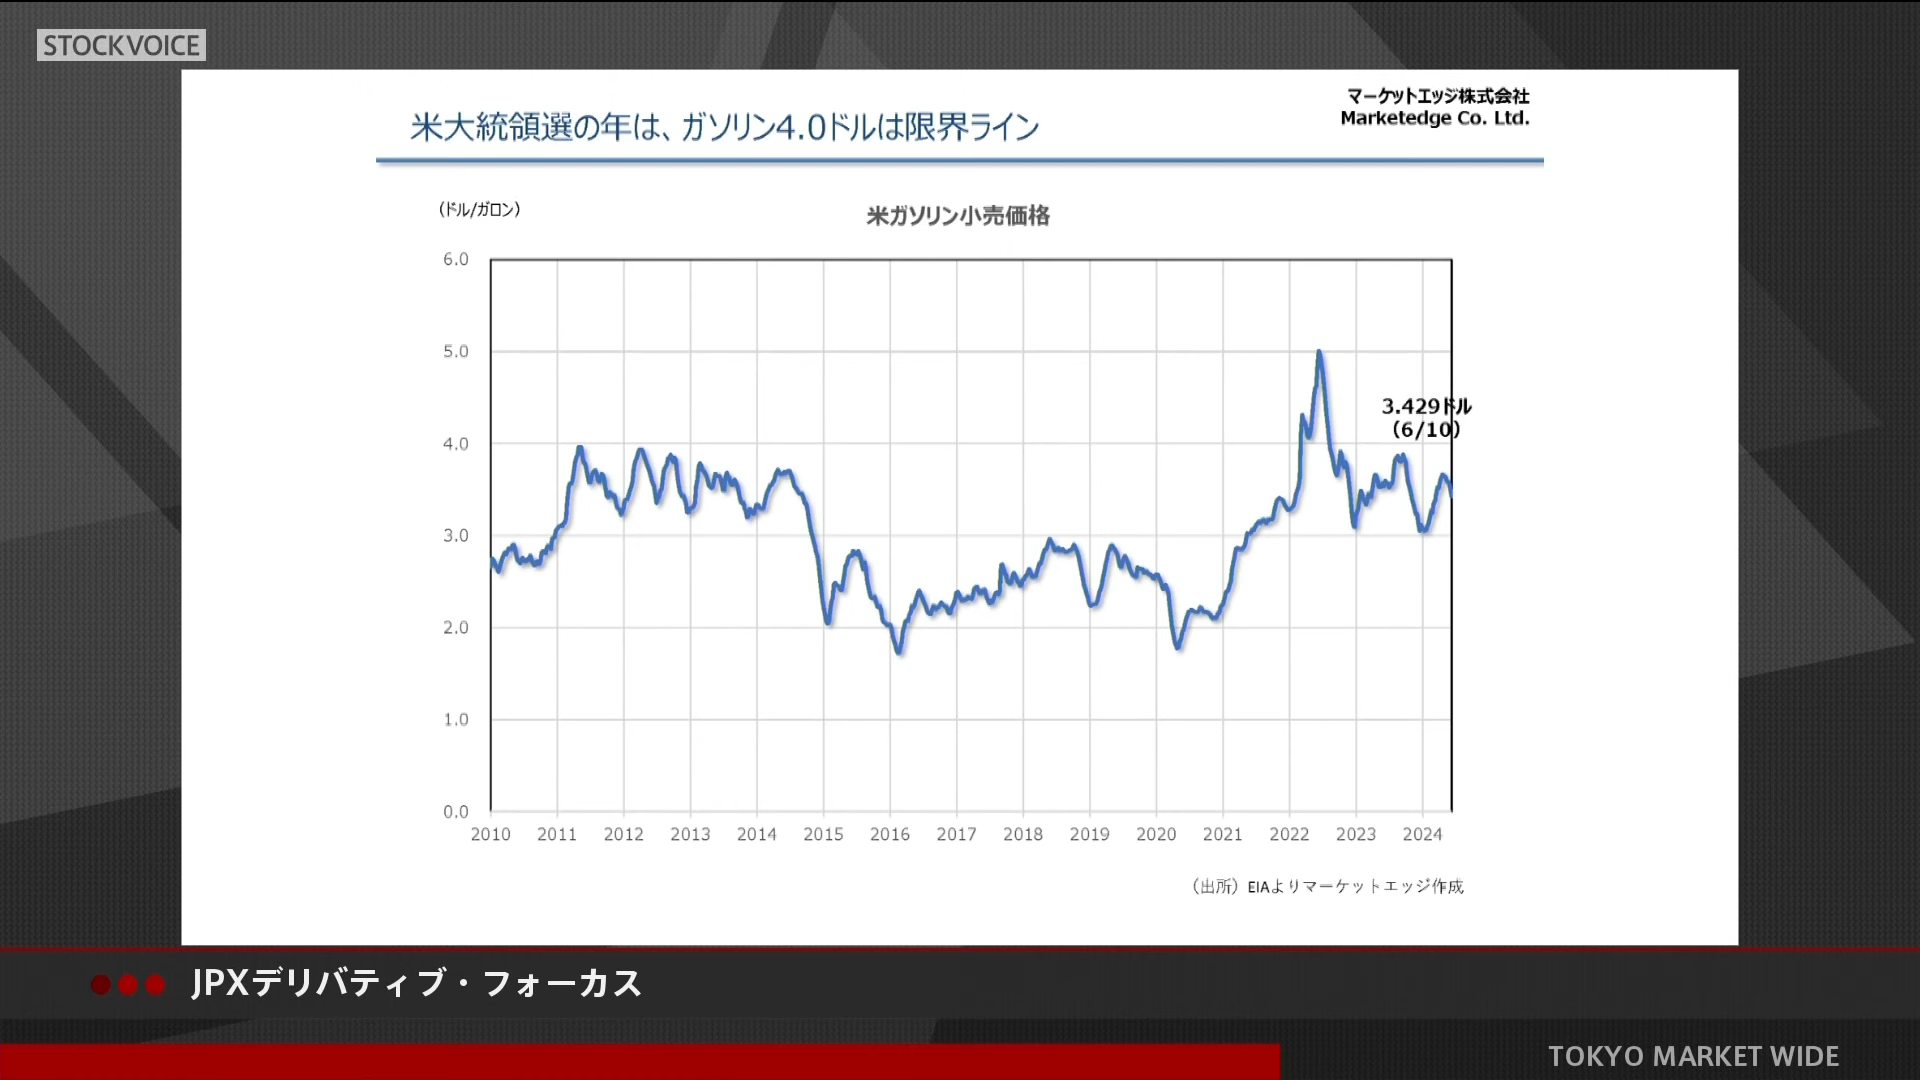 STOCKVOICE
マーケットエッジ株式会社
Marketedge Co. Ltd.
米大統領選の年は、ガソリン4.0ドルは限界ライン
（ドル/ガロン）
米ガソリン小売価格
6.0
5.0
4.0
3.0
2.0
1.0
0.0
3.429ドル
（6/10）
2010 2011 2012 2013 2014 2015 2016 2017 2018 2019 2020 2021 2022 2023 2024
（出所）EIAよりマーケットエッジ作成
JPXデリバティブ・フォーカス
TOKYO MARKET WIDE